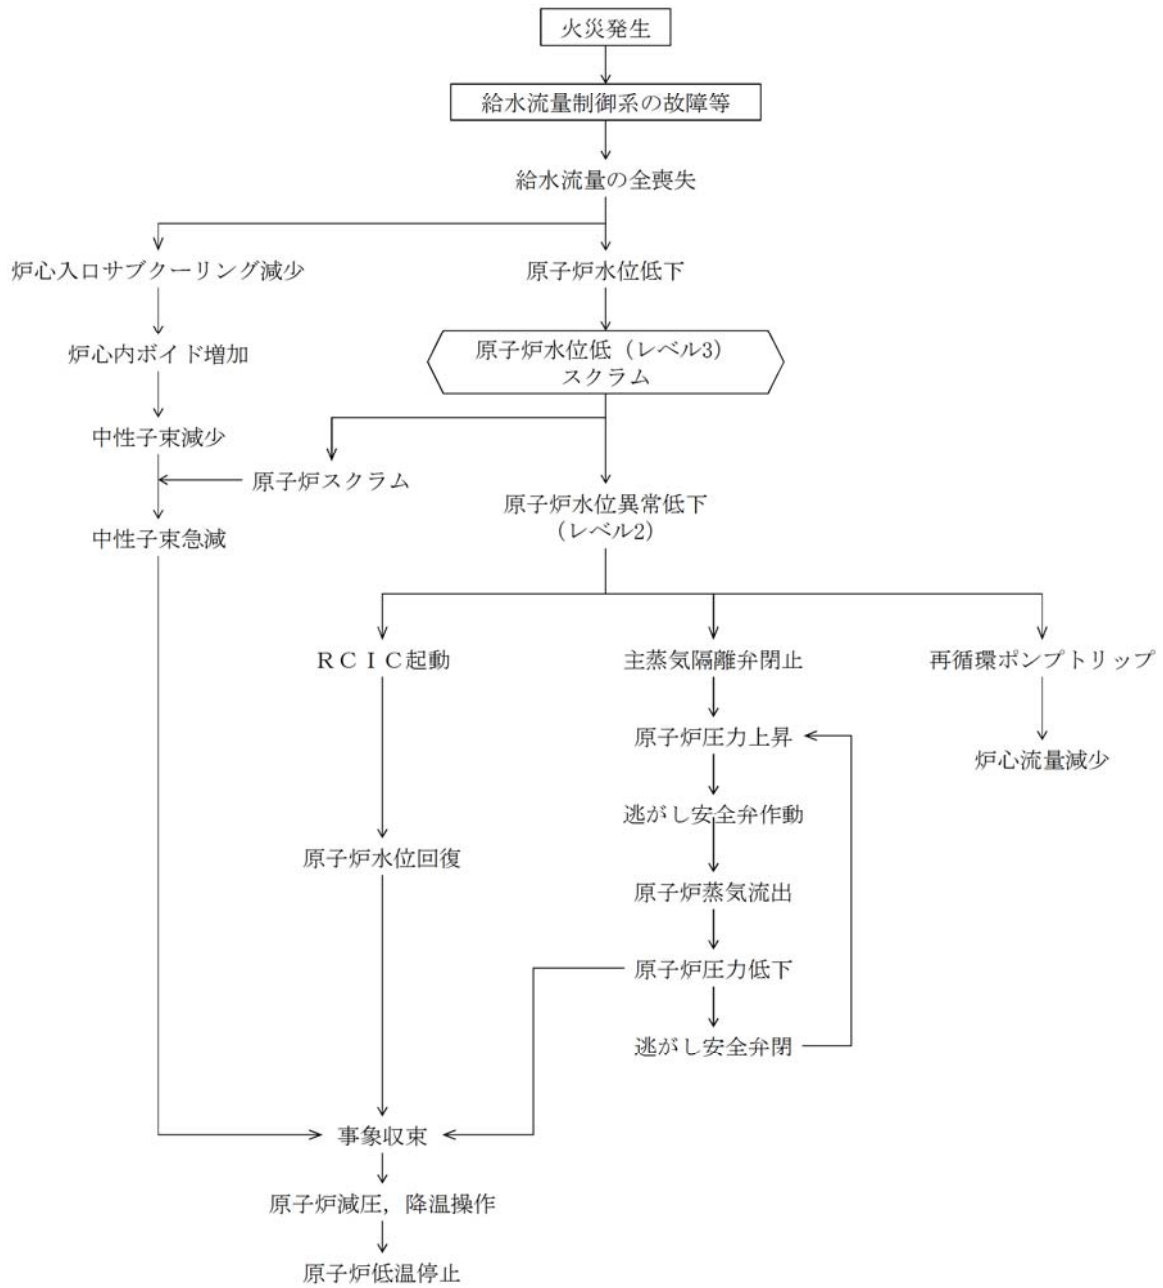 火災発生
給水流量制御系の故障等
給水流量の全喪失
炉心入口サブクーリング減少
原子炉水位低下
炉心内ボイド増加
原子炉水位低（レベル3）
スクラム
中性子束減少
原子炉スクラム
原子炉水位異常低下
（レベル2）
中性子束急減
ＲＣＩＣ起動
主蒸気隔離弁閉止
再循環ポンプトリップ
原子炉圧力上昇
炉心流量減少
逃がし安全弁作動
原子炉水位回復
原子炉蒸気流出
原子炉圧力低下
逃がし安全弁閉
事象収束
原子炉減圧，降温操作
原子炉低温停止